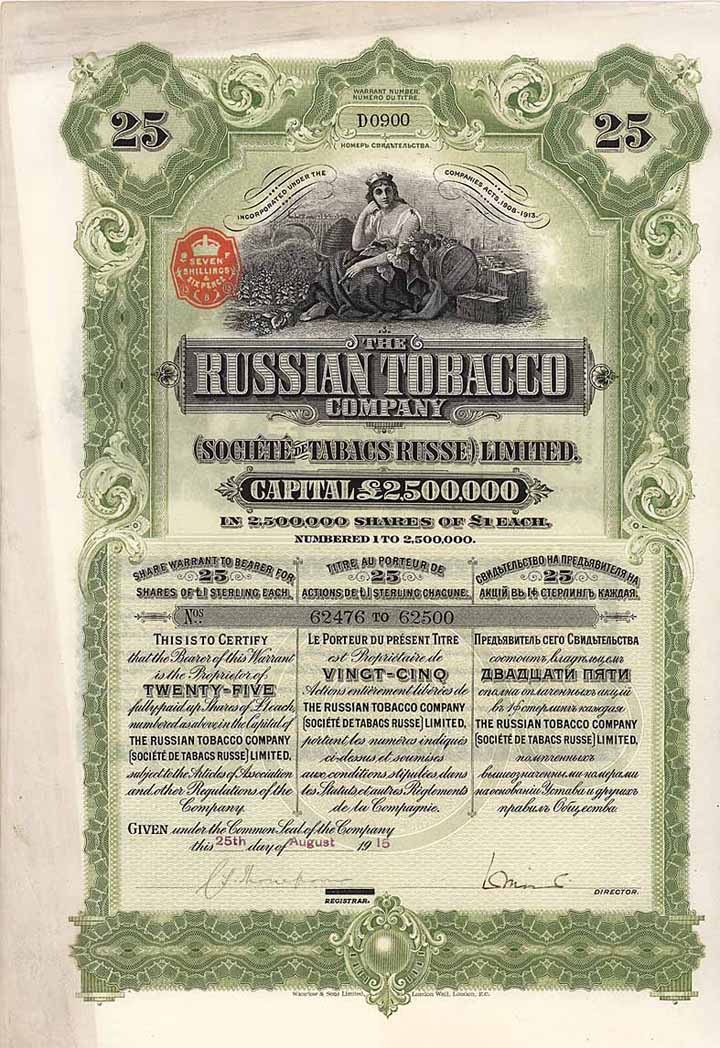 25
WARRANT NUMBER.
NUMÉRO DU TITRE.
D0900
НОМЕРЪ СВИДѢТЕЛЬСТВА.
25
INCORPORATED UNDER THE
COMPANIES ACTS, 1908-1913.
SEVEN
SHILLINGS
&
SIX PENCE
THE
RUSSIAN TOBACCO
COMPANY
(SOCIÉTÉ DE TABACS RUSSE) LIMITED.
CAPITAL £2,500,000
IN 2,500,000 SHARES OF £1 EACH,
NUMBERED 1 TO 2,500,000.
SHARE WARRANT TO BEARER FOR
25
SHARES OF £1 STERLING EACH.
TITRE AU PORTEUR DE
25
ACTIONS DE £1 STERLING CHACUNE.
СВИДѢТЕЛЬСТВО НА ПРЕДЪЯВИТЕЛЯ НА
25
АКЦIЙ ВЪ 1₤ СТЕРЛИНГЪ КАЖДАЯ.
Nos. 62476 TO 62500
THIS IS TO CERTIFY
that the Bearer of this Warrant
is the Proprietor of
TWENTY-FIVE
fully paid up Shares of £1 each,
numbered as above, in the Capital of
THE RUSSIAN TOBACCO COMPANY
(SOCIÉTÉ DE TABACS RUSSE) LIMITED,
subject to the Articles of Association
and other Regulations of the
Company.
LE PORTEUR DU PRÉSENT TITRE
est Propriétaire de
VINGT-CINQ
Actions entièrement libérées de
THE RUSSIAN TOBACCO COMPANY
(SOCIÉTÉ DE TABACS RUSSE) LIMITED,
portant les numéros indiqués
ci-dessus et soumises
aux conditions stipulées dans
les Statuts et autres Règlements
de la Compagnie.
ПРЕДЪЯВИТЕЛЬ СЕГО СВИДѢТЕЛЬСТВА
состоитъ владѣльцемъ
ДВАДЦАТИ ПЯТИ
сполна оплаченныхъ акцiй
въ 1₤ стерлингъ каждая
THE RUSSIAN TOBACCO COMPANY
(SOCIÉTÉ DE TABACS RUSSE) LIMITED,
помѣченныхъ
вышеозначенными номерами
на основанiи Устава и другихъ
правилъ Общества.
GIVEN under the Common Seal of the Company
this 25th day of August 1915
REGISTRAR.
DIRECTOR.
Waterlow & Sons Limited, London Wall, London, E.C.